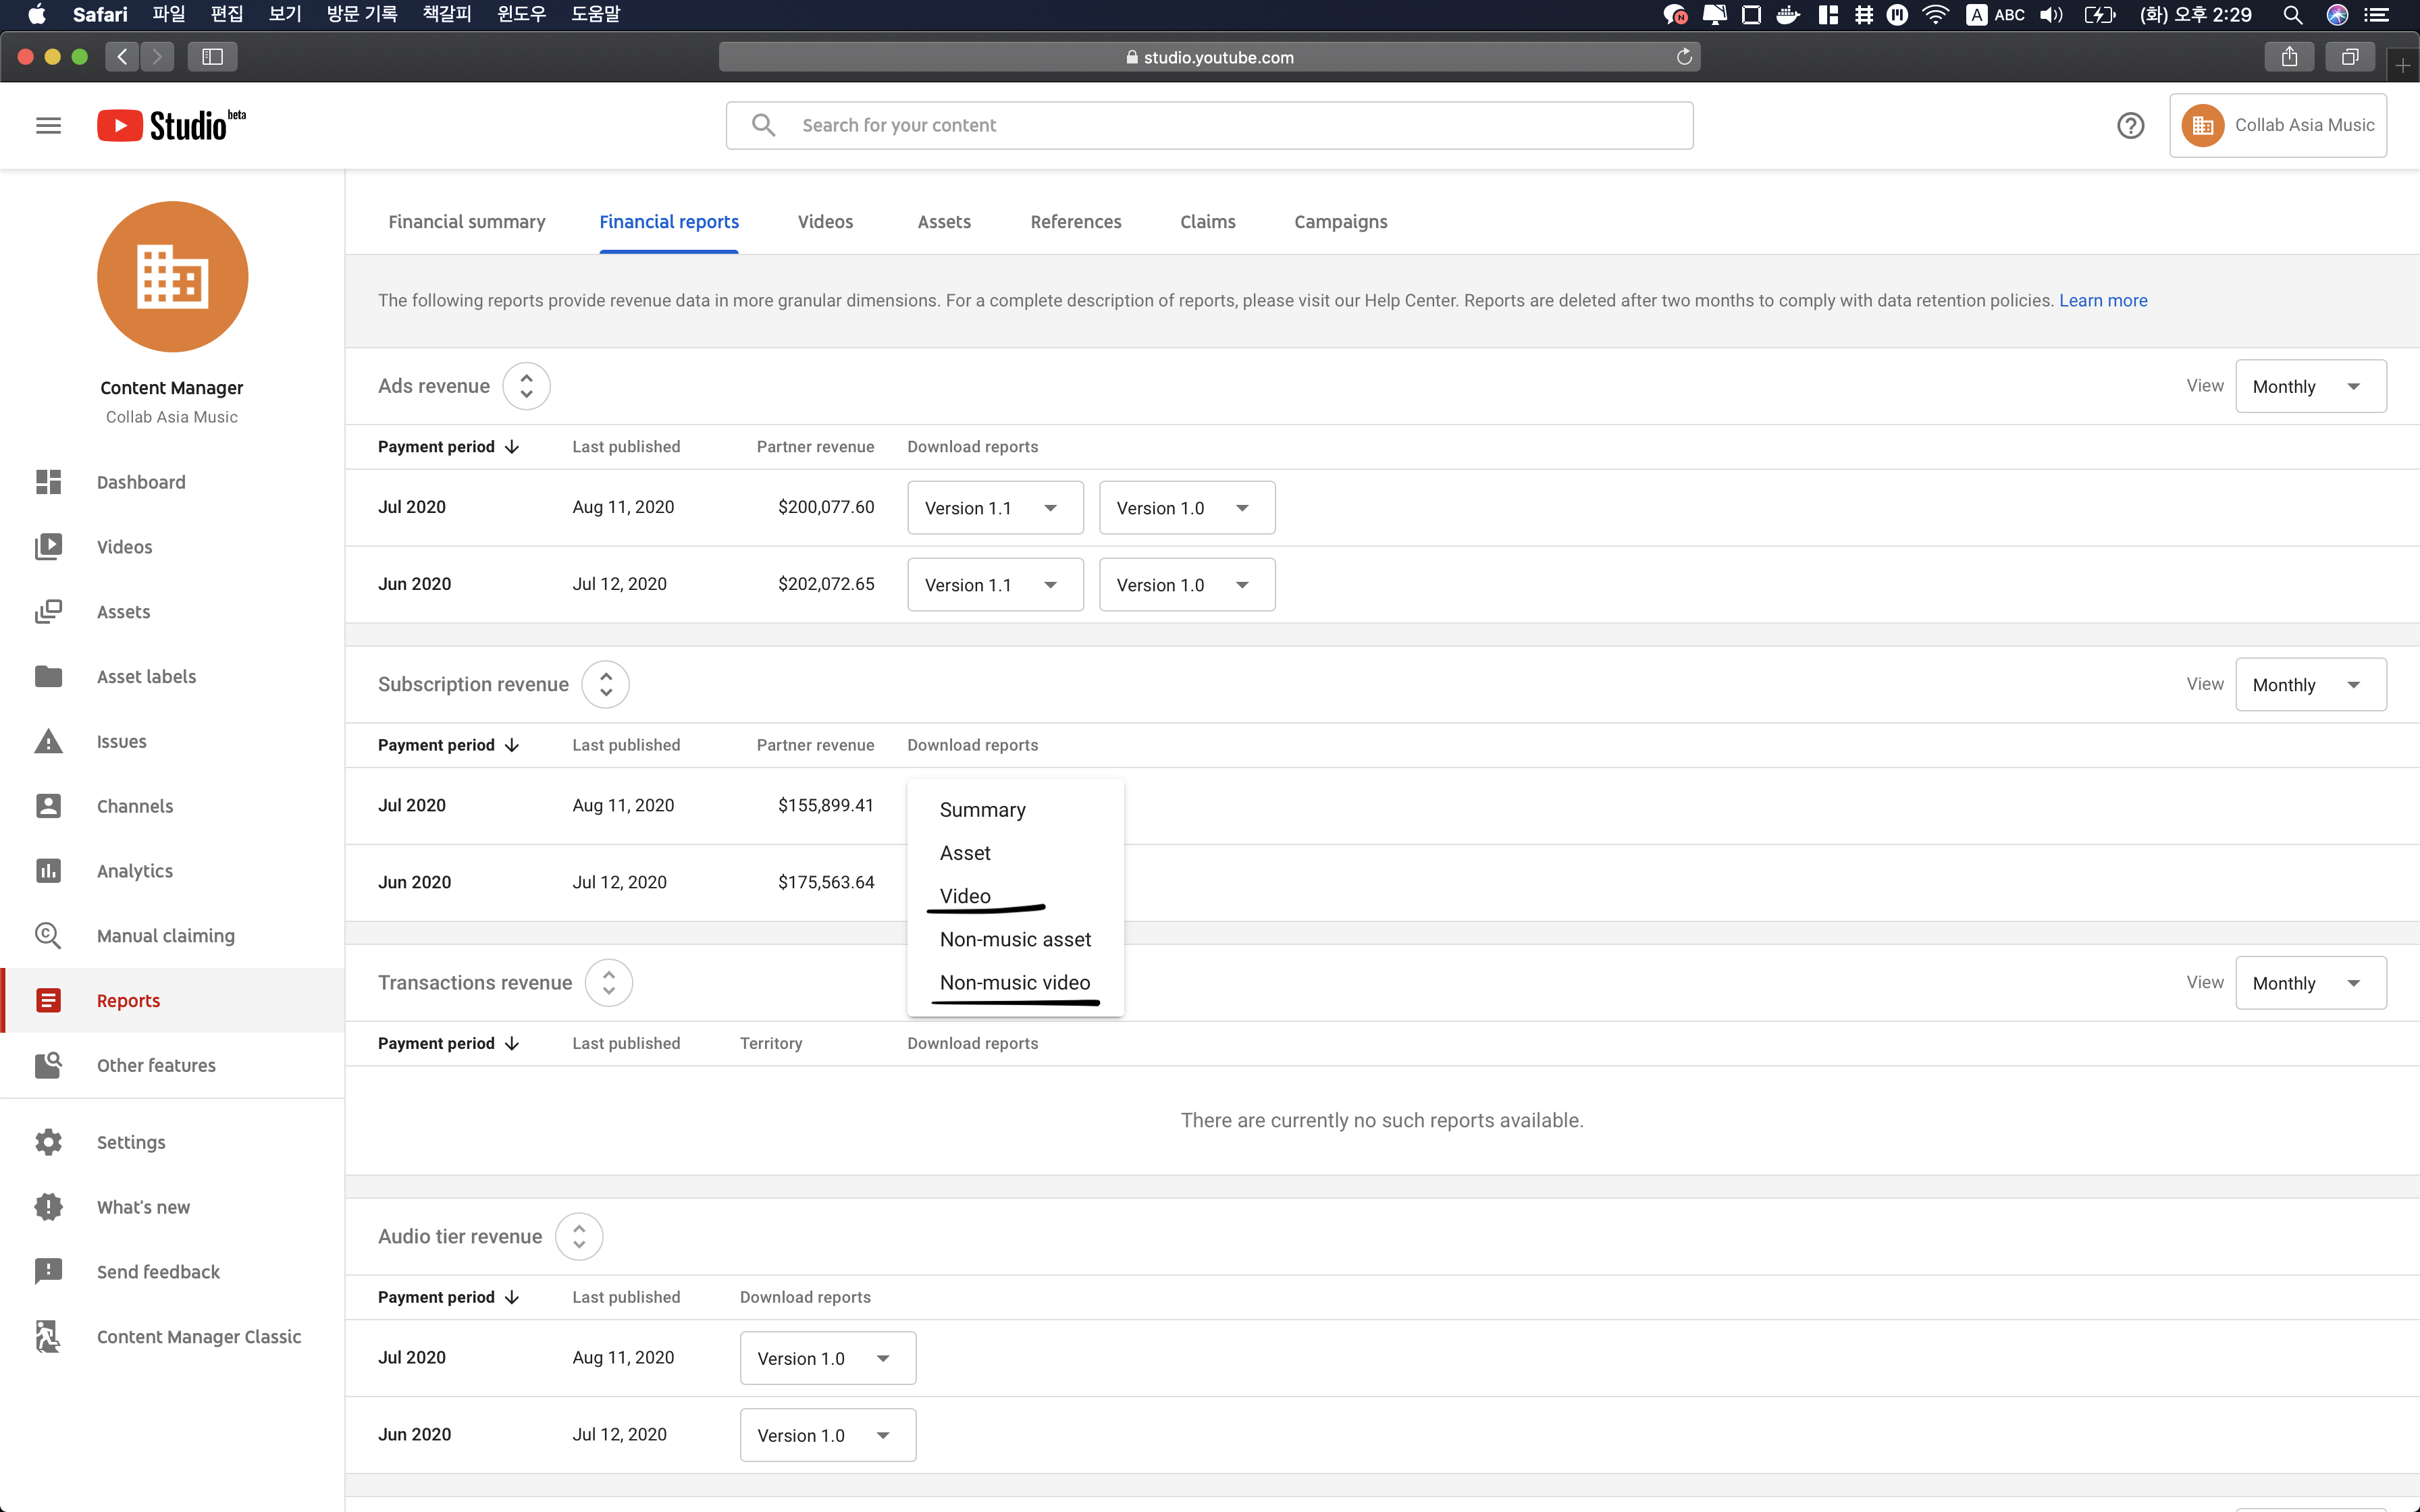 Safari 파일 편집 보기 방문 기록 책갈피 윈도우 도움말 A ABC (화) 오후 2:29
studio.youtube.com
Studio beta Search for your content Collab Asia Music
Content Manager
Collab Asia Music
Dashboard
Videos
Assets
Asset labels
Issues
Channels
Analytics
Manual claiming
Reports
Other features
Settings
What's new
Send feedback
Content Manager Classic
Financial summary Financial reports Videos Assets References Claims Campaigns
The following reports provide revenue data in more granular dimensions. For a complete description of reports, please visit our Help Center. Reports are deleted after two months to comply with data retention policies. Learn more
Ads revenue View Monthly
Payment period Last published Partner revenue Download reports
Jul 2020 Aug 11, 2020 $200,077.60 Version 1.1 Version 1.0
Jun 2020 Jul 12, 2020 $202,072.65 Version 1.1 Version 1.0
Subscription revenue View Monthly
Payment period Last published Partner revenue Download reports
Jul 2020 Aug 11, 2020 $155,899.41
Jun 2020 Jul 12, 2020 $175,563.64
Summary
Asset
Video
Non-music asset
Non-music video
Transactions revenue View Monthly
Payment period Last published Territory Download reports
There are currently no such reports available.
Audio tier revenue
Payment period Last published Download reports
Jul 2020 Aug 11, 2020 Version 1.0
Jun 2020 Jul 12, 2020 Version 1.0